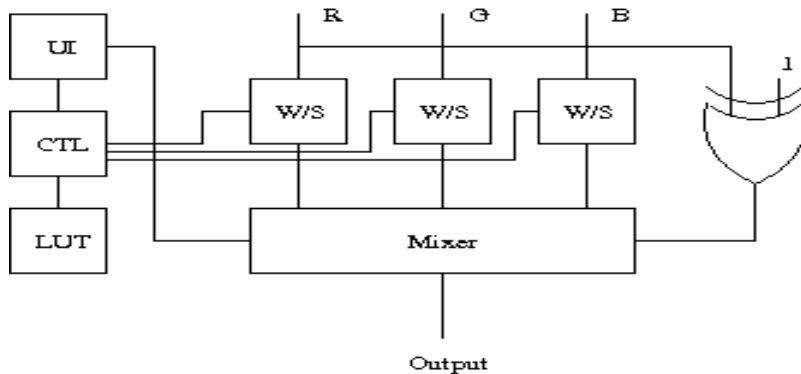 R G B
UI
1
W/S W/S W/S
CTL
LUT
Mixer
Output